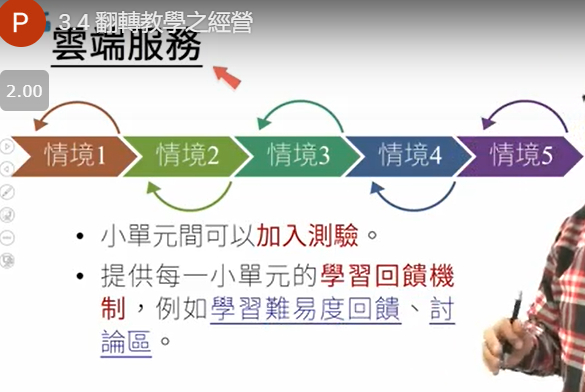 P
3.4 翻轉教學之經營
雲端服務
2.00
情境1 情境2 情境3 情境4 情境5
• 小單元間可以加入測驗。
• 提供每一小單元的學習回饋機
制，例如學習難易度回饋、討
論區。